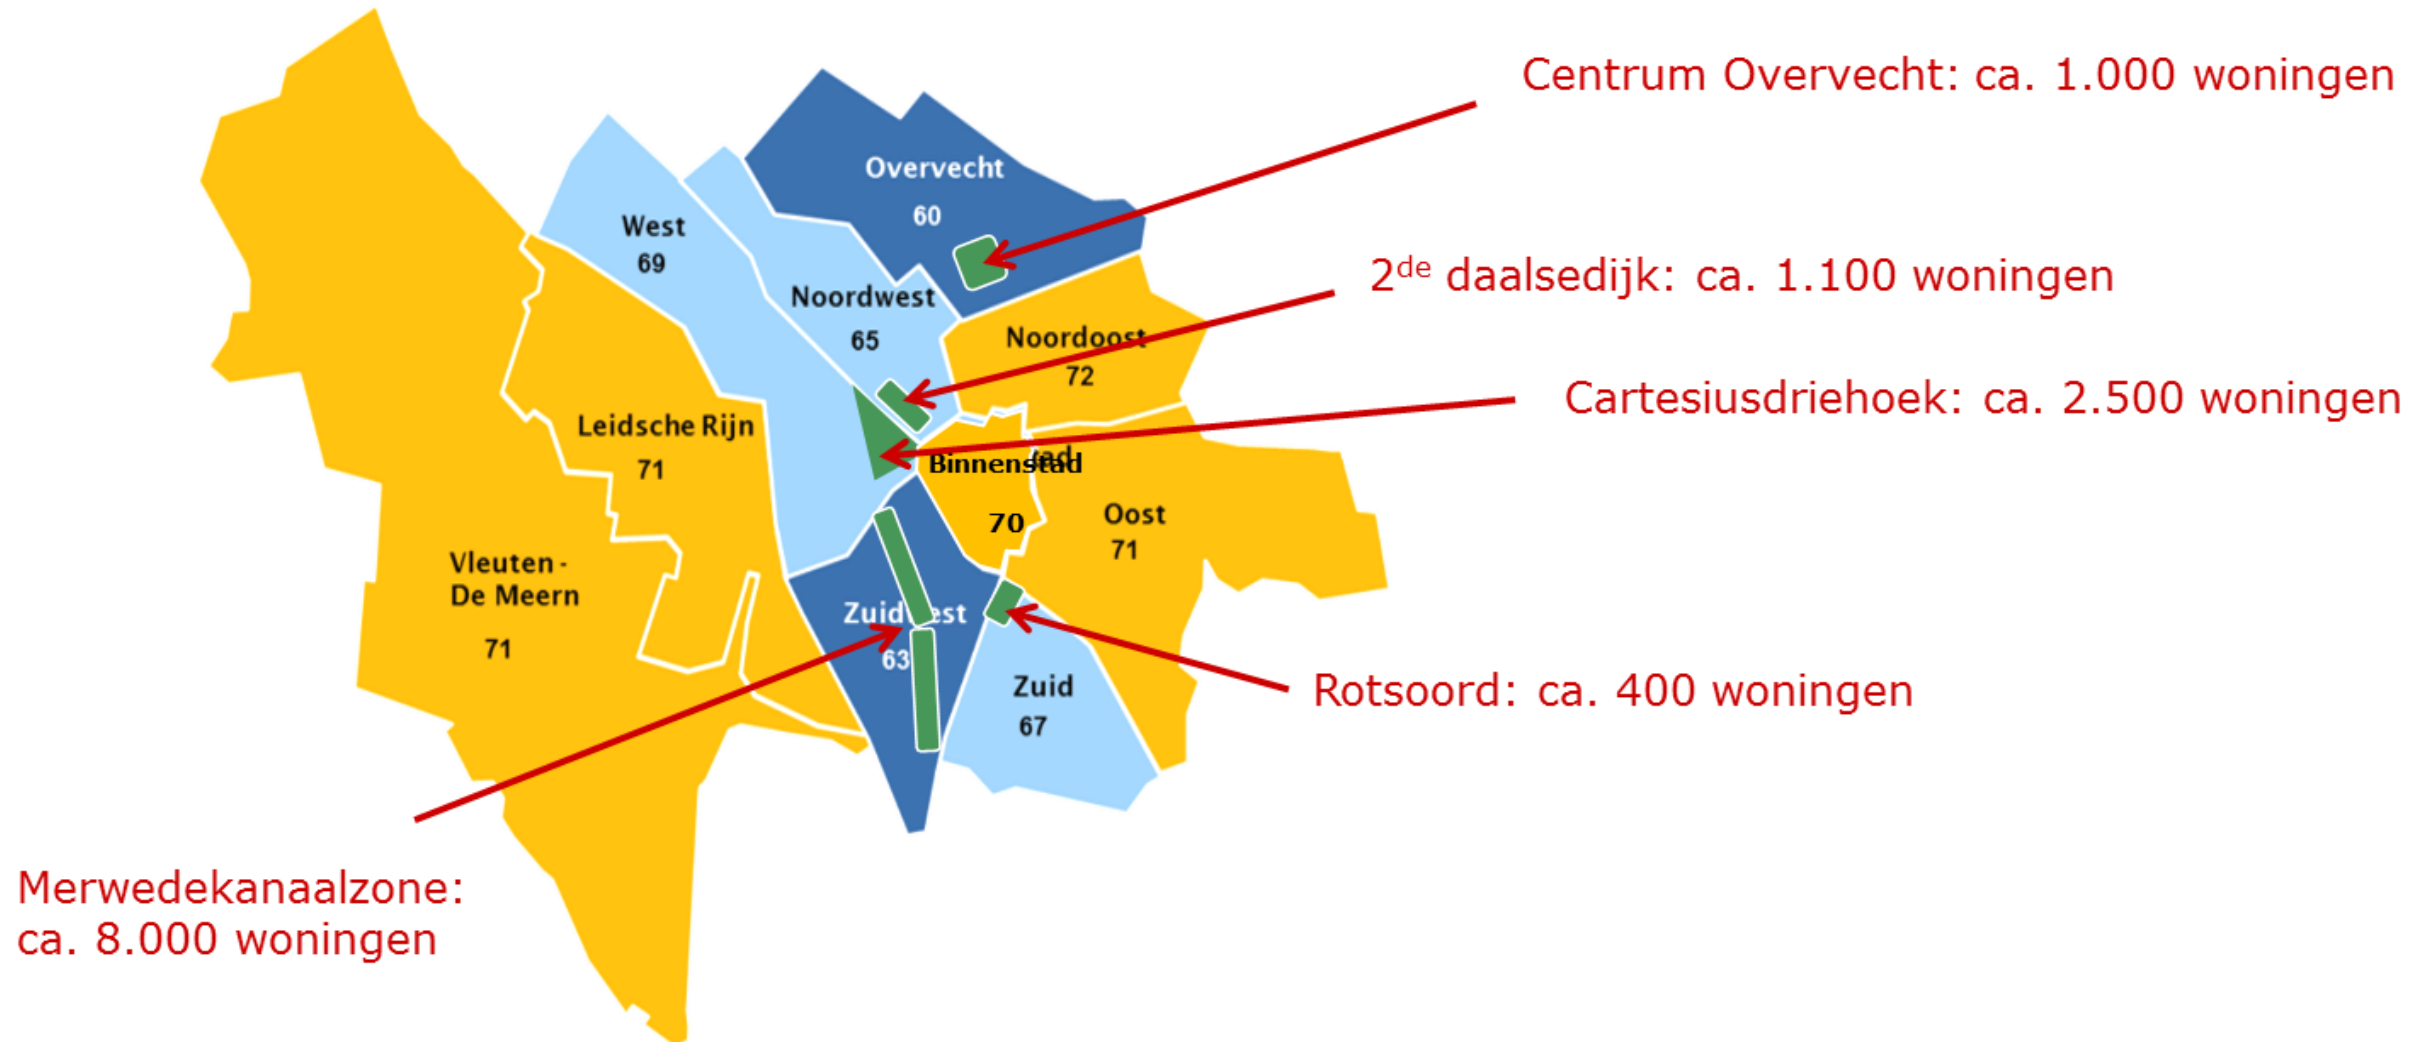 Centrum Overvecht: ca. 1.000 woningen
Overvecht
60
West
69
2de daalsedijk: ca. 1.100 woningen
Noordwest
65
Noordoost
72
Cartesiusdriehoek: ca. 2.500 woningen
Leidsche Rijn
71
Binnenstad
70
Oost
71
Vleuten -
De Meern
71
Zuidwest
63
Zuid
67
Rotsoord: ca. 400 woningen
Merwedekanaalzone:
ca. 8.000 woningen